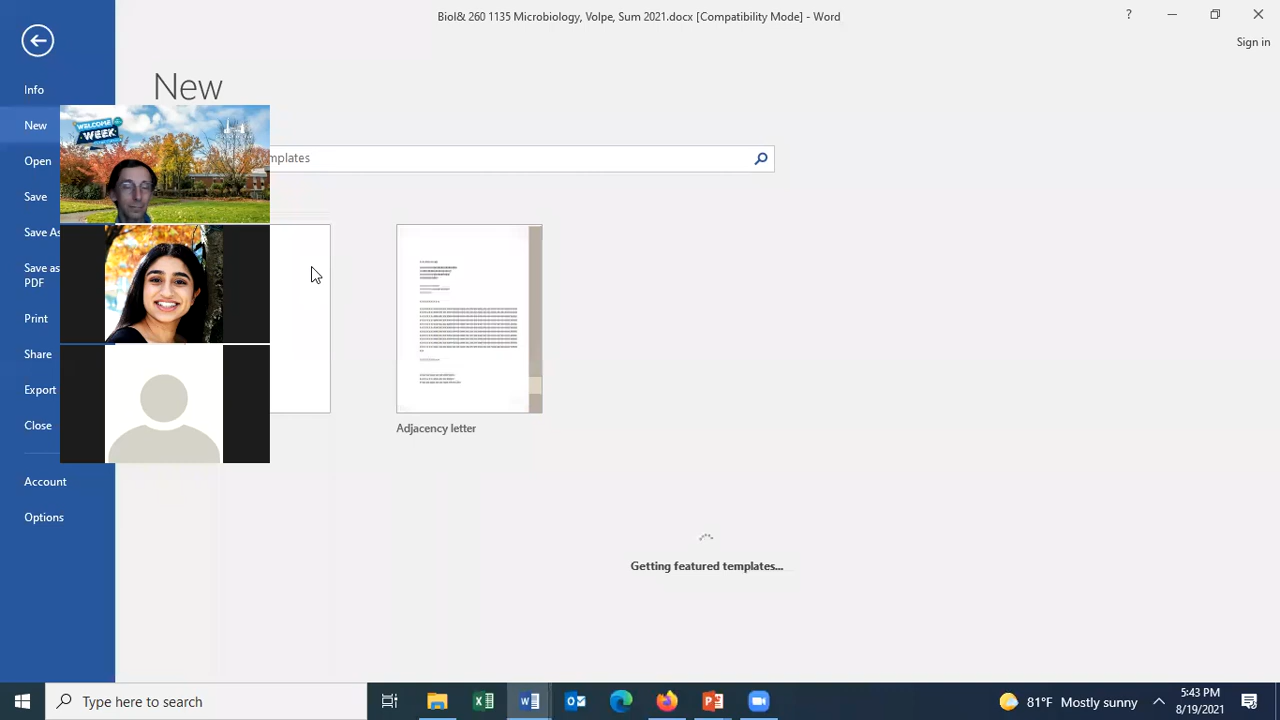 Biol& 260 1135 Microbiology, Volpe, Sum 2021.docx [Compatibility Mode] - Word
?
Sign in
Info
New
Open
Save
Save As
Save as
PDF
Print
Share
Export
Close
Account
Options
New
WELCOME
WEEK
mplates
Adjacency letter
Getting featured templates...
Type here to search
81°F Mostly sunny
5:43 PM
8/19/2021